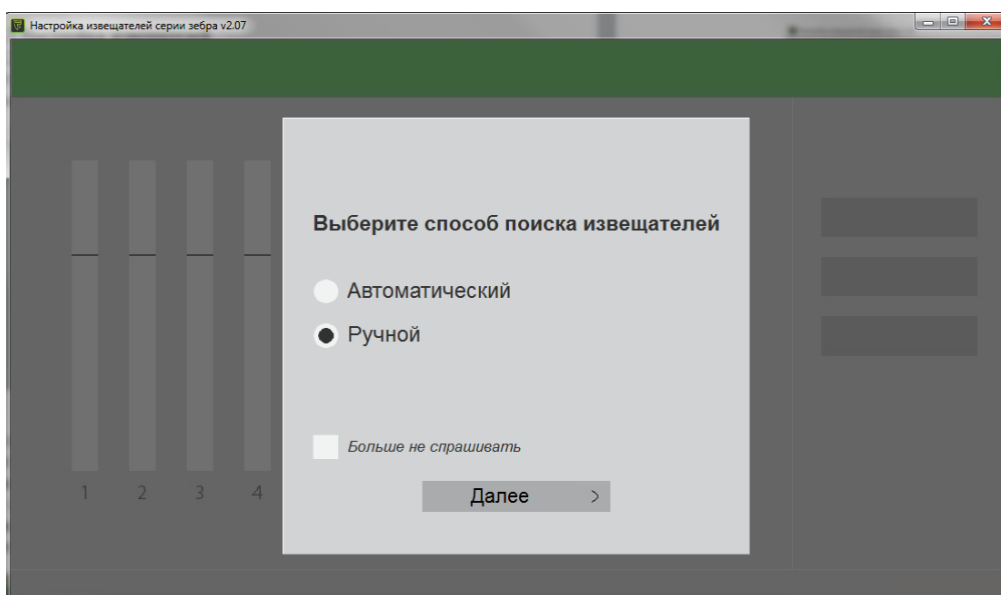 Настройка извещателей серии зебра v2.07
Выберите способ поиска извещателей
Автоматический
Ручной
Больше не спрашивать
Далее
1 2 3 4